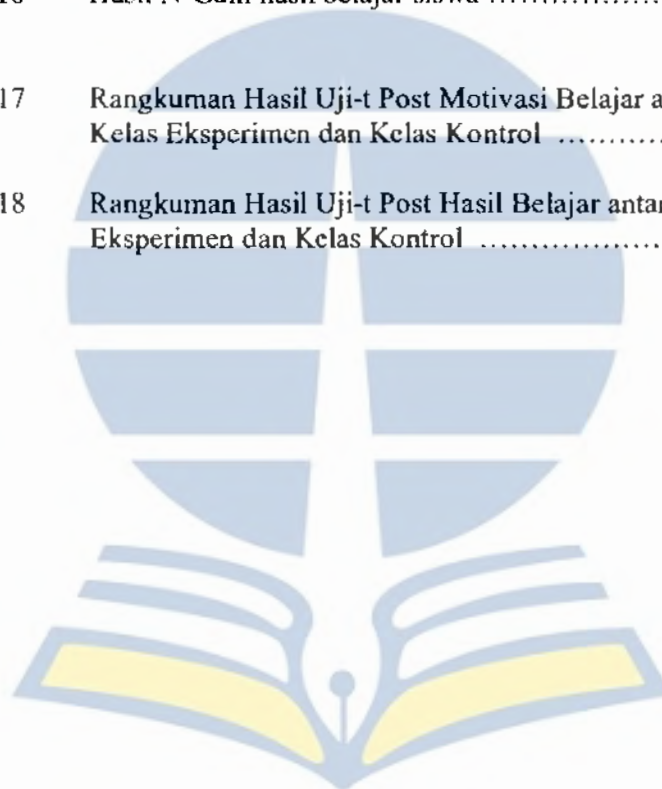 17 Rangkuman Hasil Uji-t Post Motivasi Belajar a
Kelas Eksperimen dan Kelas Kontrol ...........
18 Rangkuman Hasil Uji-t Post Hasil Belajar antar
Eksperimen dan Kelas Kontrol ....................